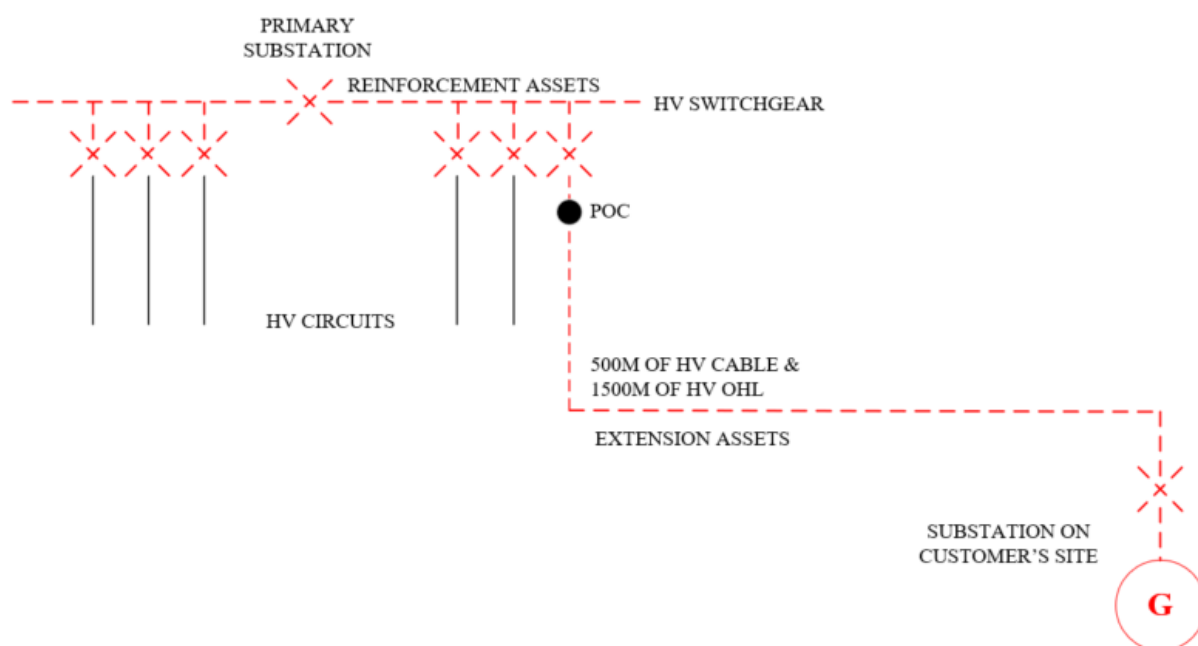 PRIMARY
SUBSTATION
REINFORCEMENT ASSETS
HV SWITCHGEAR
POC
HV CIRCUITS
500M OF HV CABLE &
1500M OF HV OHL
EXTENSION ASSETS
SUBSTATION ON
CUSTOMER'S SITE
G